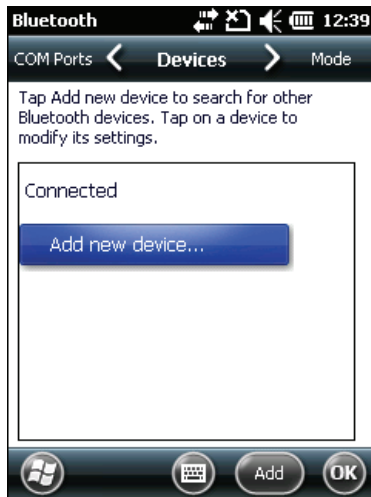 Bluetooth 12:39
COM Ports Devices Mode
Tap Add new device to search for other
Bluetooth devices. Tap on a device to
modify its settings.
Connected
Add new device...
Add OK